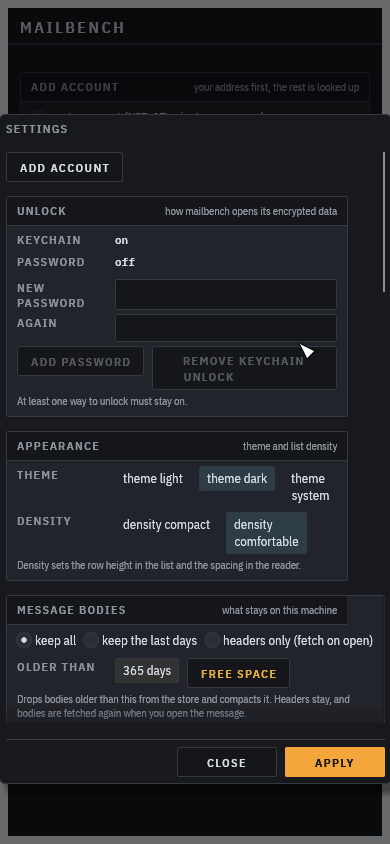 MAILBENCH
ADD ACCOUNT your address first, the rest is looked up
SETTINGS
ADD ACCOUNT
UNLOCK how mailbench opens its encrypted data
KEYCHAIN on
PASSWORD off
NEW
PASSWORD
AGAIN
ADD PASSWORD REMOVE KEYCHAIN
UNLOCK
At least one way to unlock must stay on.
APPEARANCE theme and list density
THEME theme light theme dark theme
system
DENSITY density compact density
comfortable
Density sets the row height in the list and the spacing in the reader.
MESSAGE BODIES what stays on this machine
keep all keep the last days headers only (fetch on open)
OLDER THAN 365 days FREE SPACE
Drops bodies older than this from the store and compacts it. Headers stay, and
bodies are fetched again when you open the message.
CLOSE APPLY